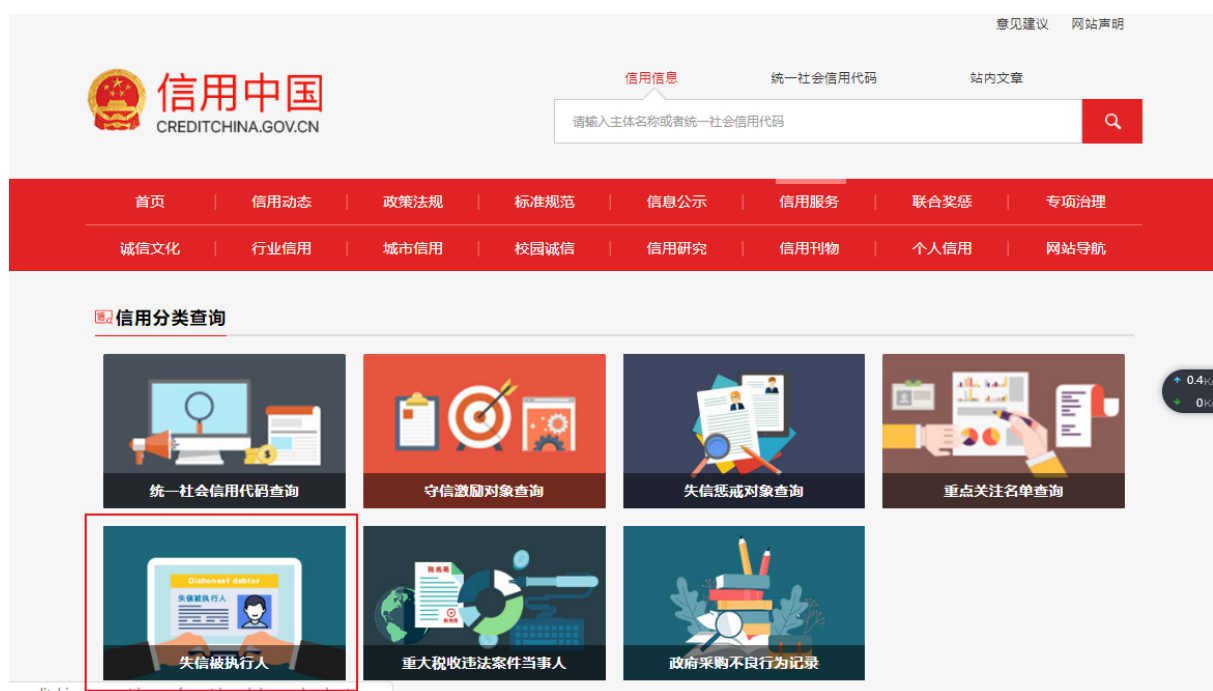 意见建议 网站声明
信用信息 统一社会信用代码 站内文章
信用中国
CREDITCHINA.GOV.CN
请输入主体名称或者统一社会信用代码
首页 信用动态 政策法规 标准规范 信息公示 信用服务 联合奖惩 专项治理
诚信文化 行业信用 城市信用 校园诚信 信用研究 信用刊物 个人信用 网站导航
信用分类查询
统一社会信用代码查询 守信激励对象查询 失信惩戒对象查询 重点关注名单查询
0.4K
0K
Dishonest debtor
失信被执行人
税务局
失信被执行人 重大税收违法案件当事人 政府采购不良行为记录